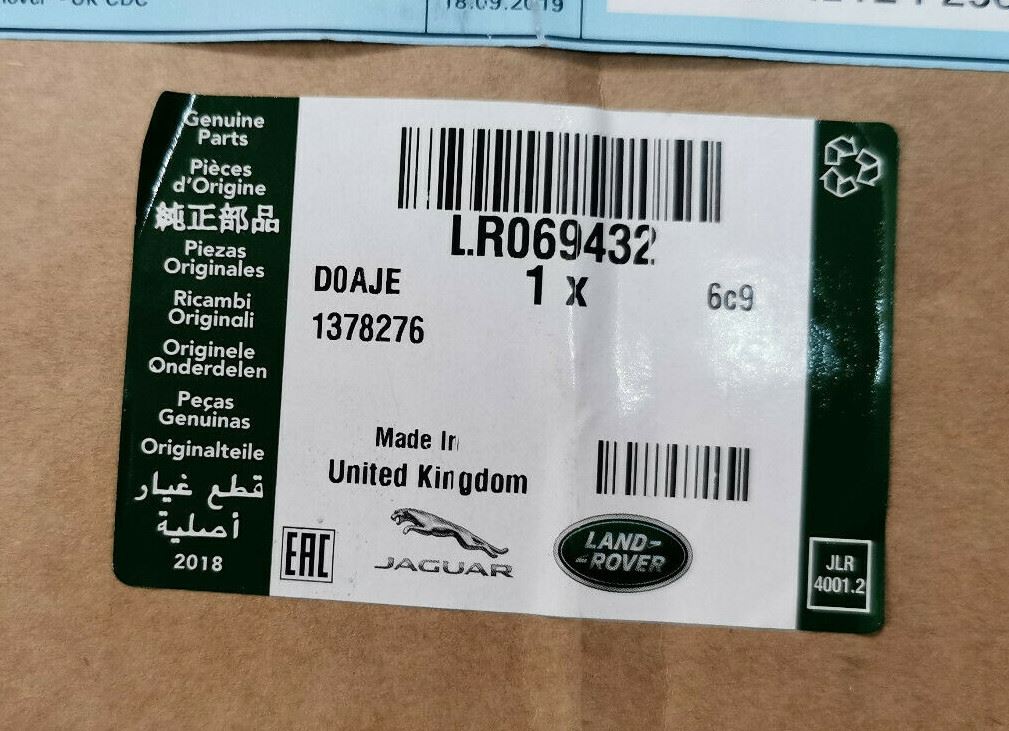 UK CDC
18.09.2019
Genuine
Parts
Pièces
d'Origine
純正部品
Piezas
Originales
Ricambi
Originali
Originele
Onderdelen
Peças
Genuinas
Originalteile
قطع غيار
أصلية
2018
LR069432
D0AJE
1 x
6c9
1378276
Made In
United Kingdom
EAC
JAGUAR
LAND-
ROVER
JLR
4001.2